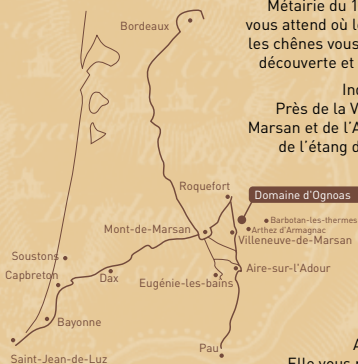 Métairie du 1
vous attend où l
les chênes vous
découverte et
In
Près de la V
Marsan et de l'A
de l'étang d
Bordeaux
Roquefort
Domaine d'Ognoas
Barbotan-les-thermes
Arthez d'Armagnac
Mont-de-Marsan
Villeneuve-de-Marsan
Soustons
Aire-sur-l'Adour
Capbreton
Dax
Eugénie-les-bains
Bayonne
Pau
Saint-Jean-de-Luz
A
Elle vous